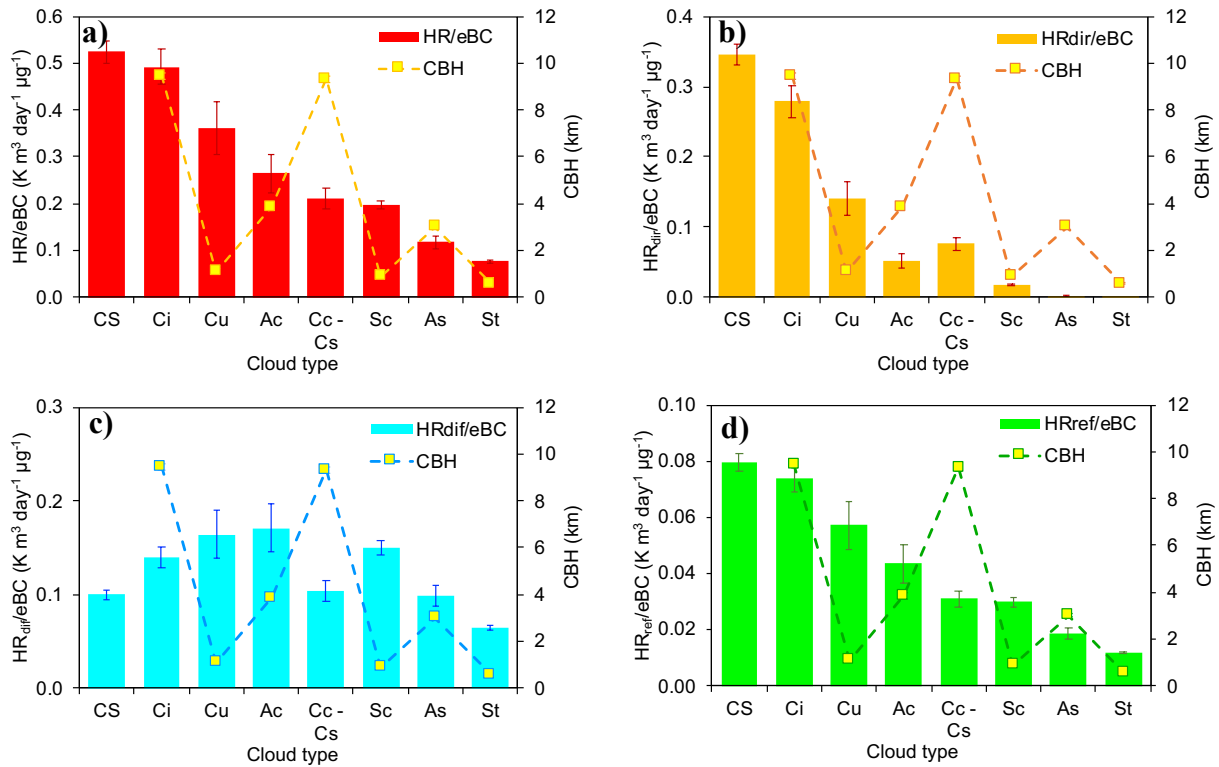 a)
HR/eBC
CBH
HR/eBC (K m³ day⁻¹ µg⁻¹)
0.6
0.5
0.4
0.3
0.2
0.1
0.0
12
10
8
6
4
2
0
CBH (km)
CS Ci Cu Ac Cc - Sc As St
Cs
Cloud type
b)
HRdir/eBC
CBH
HRdir/eBC (K m³ day⁻¹ µg⁻¹)
0.4
0.3
0.2
0.1
0.0
12
10
8
6
4
2
0
CBH (km)
CS Ci Cu Ac Cc - Sc As St
Cs
Cloud type
c)
HRdif/eBC
CBH
HRdif/eBC (K m³ day⁻¹ µg⁻¹)
0.3
0.2
0.1
0.0
12
10
8
6
4
2
0
CBH (km)
CS Ci Cu Ac Cc - Sc As St
Cs
Cloud type
d)
HRref/eBC
CBH
HRref/eBC (K m³ day⁻¹ µg⁻¹)
0.10
0.08
0.06
0.04
0.02
0.00
12
10
8
6
4
2
0
CBH (km)
CS Ci Cu Ac Cc - Sc As St
Cs
Cloud type